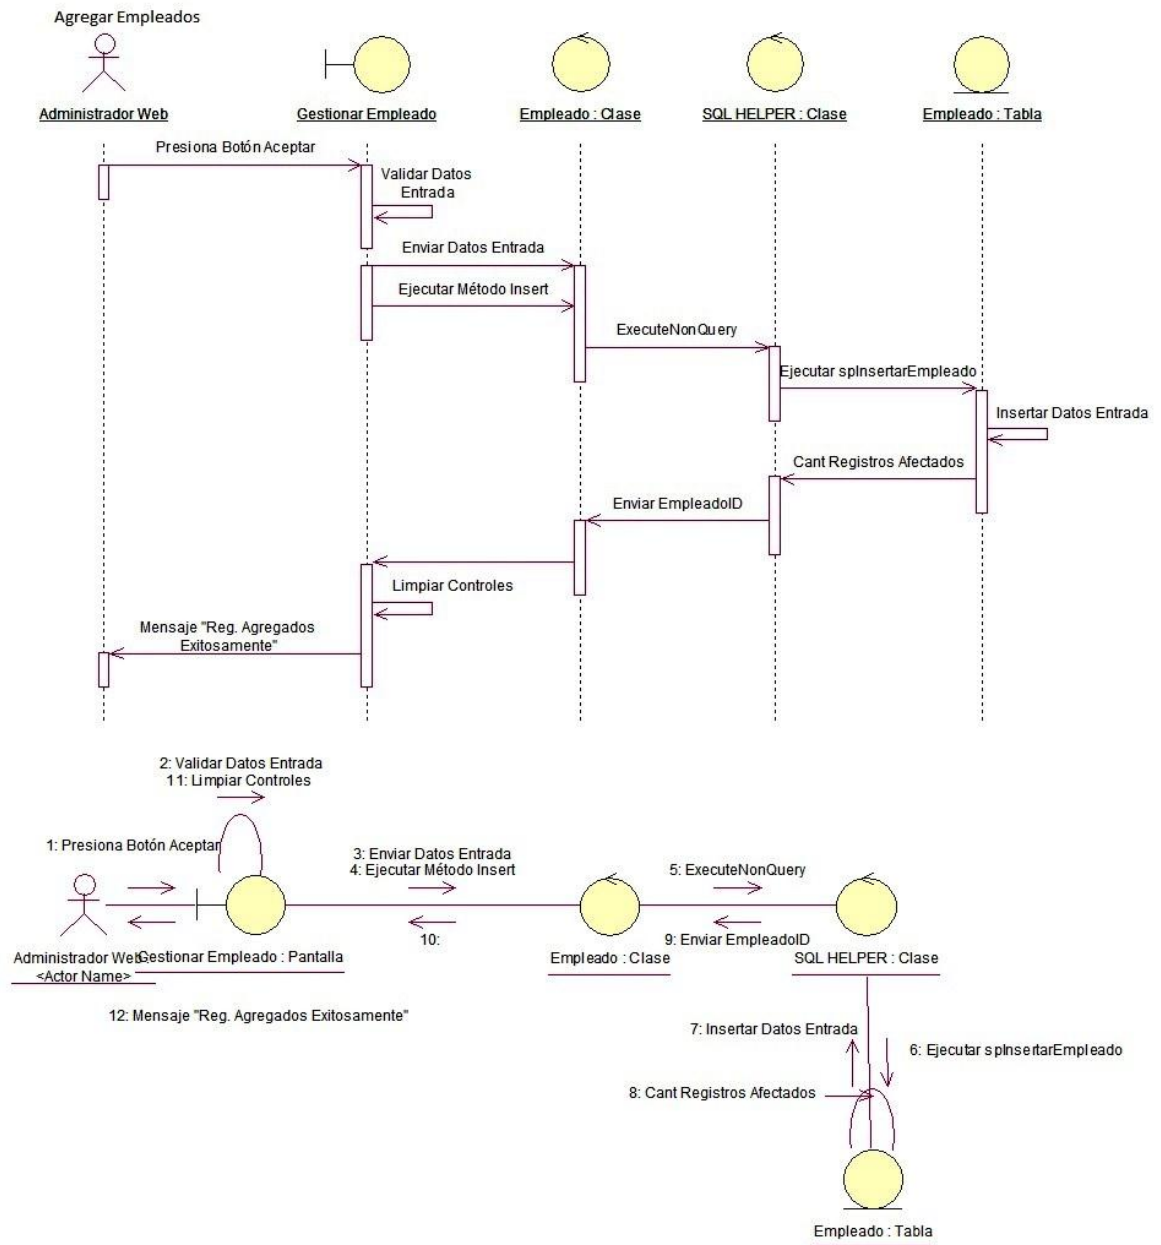 Agregar Empleados
Administrador Web
Gestionar Empleado
Empleado : Clase
SQL HELPER : Clase
Empleado : Tabla
Presiona Botón Aceptar
Validar Datos
Entrada
Enviar Datos Entrada
Ejecutar Método Insert
ExecuteNonQuery
Ejecutar spInsertarEmpleado
Insertar Datos Entrada
Cant Registros Afectados
Enviar EmpleadoID
Limpiar Controles
Mensaje "Reg. Agregados
Exitosamente"
2: Validar Datos Entrada
11: Limpiar Controles
1: Presiona Botón Aceptar
3: Enviar Datos Entrada
4: Ejecutar Método Insert
5: ExecuteNonQuery
10:
9: Enviar EmpleadoID
Administrador Web
<Actor Name>
Gestionar Empleado : Pantalla
Empleado : Clase
SQL HELPER : Clase
12: Mensaje "Reg. Agregados Exitosamente"
7: Insertar Datos Entrada
6: Ejecutar spInsertarEmpleado
8: Cant Registros Afectados
Empleado : Tabla